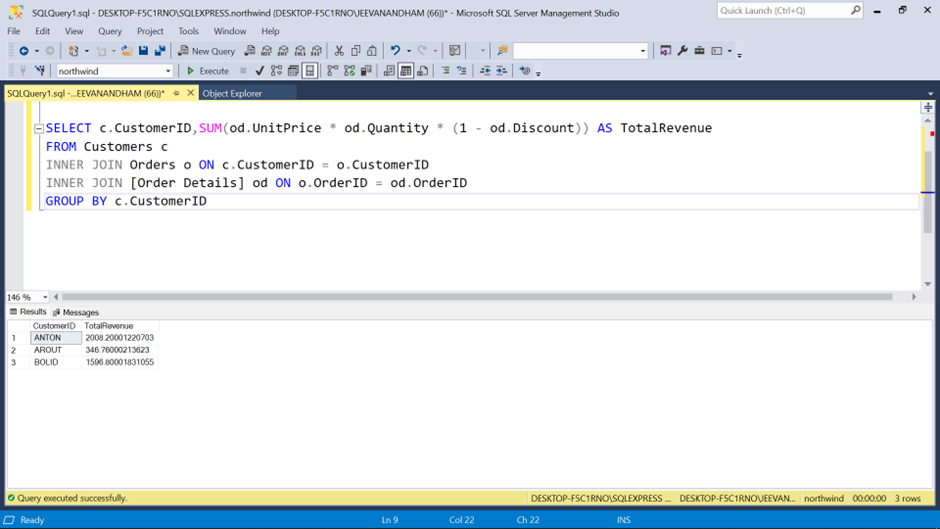 SQLQuery1.sql - DESKTOP-F5C1RNO\SQLEXPRESS.northwind (DESKTOP-F5C1RNO\JEEVANANDHAM (66))* - Microsoft SQL Server Management Studio
Quick Launch (Ctrl+Q)
File Edit View Query Project Tools Window Help
New Query
northwind Execute
SQLQuery1.sql -...EEVANANDHAM (66))* Object Explorer
SELECT c.CustomerID,SUM(od.UnitPrice * od.Quantity * (1 - od.Discount)) AS TotalRevenue
FROM Customers c
INNER JOIN Orders o ON c.CustomerID = o.CustomerID
INNER JOIN [Order Details] od ON o.OrderID = od.OrderID
GROUP BY c.CustomerID
146 %
Results Messages
CustomerID TotalRevenue
1 ANTON 2008.20001220703
2 AROUT 346.76000213623
3 BOLID 1596.80001831055
Query executed successfully. DESKTOP-F5C1RNO\SQLEXPRESS ... DESKTOP-F5C1RNO\JEEVAN... northwind 00:00:00 3 rows
Ready Ln 9 Col 22 Ch 22 INS